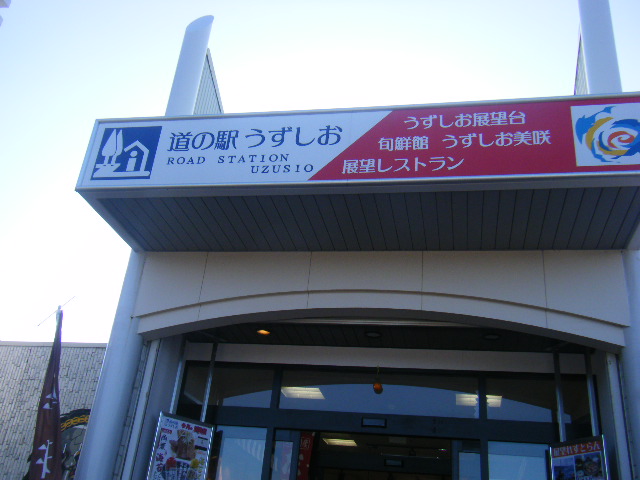 道の駅 うずしお
ROAD STATION
UZUSIO
うずしお展望台
旬鮮館 うずしお美咲
展望レストラン